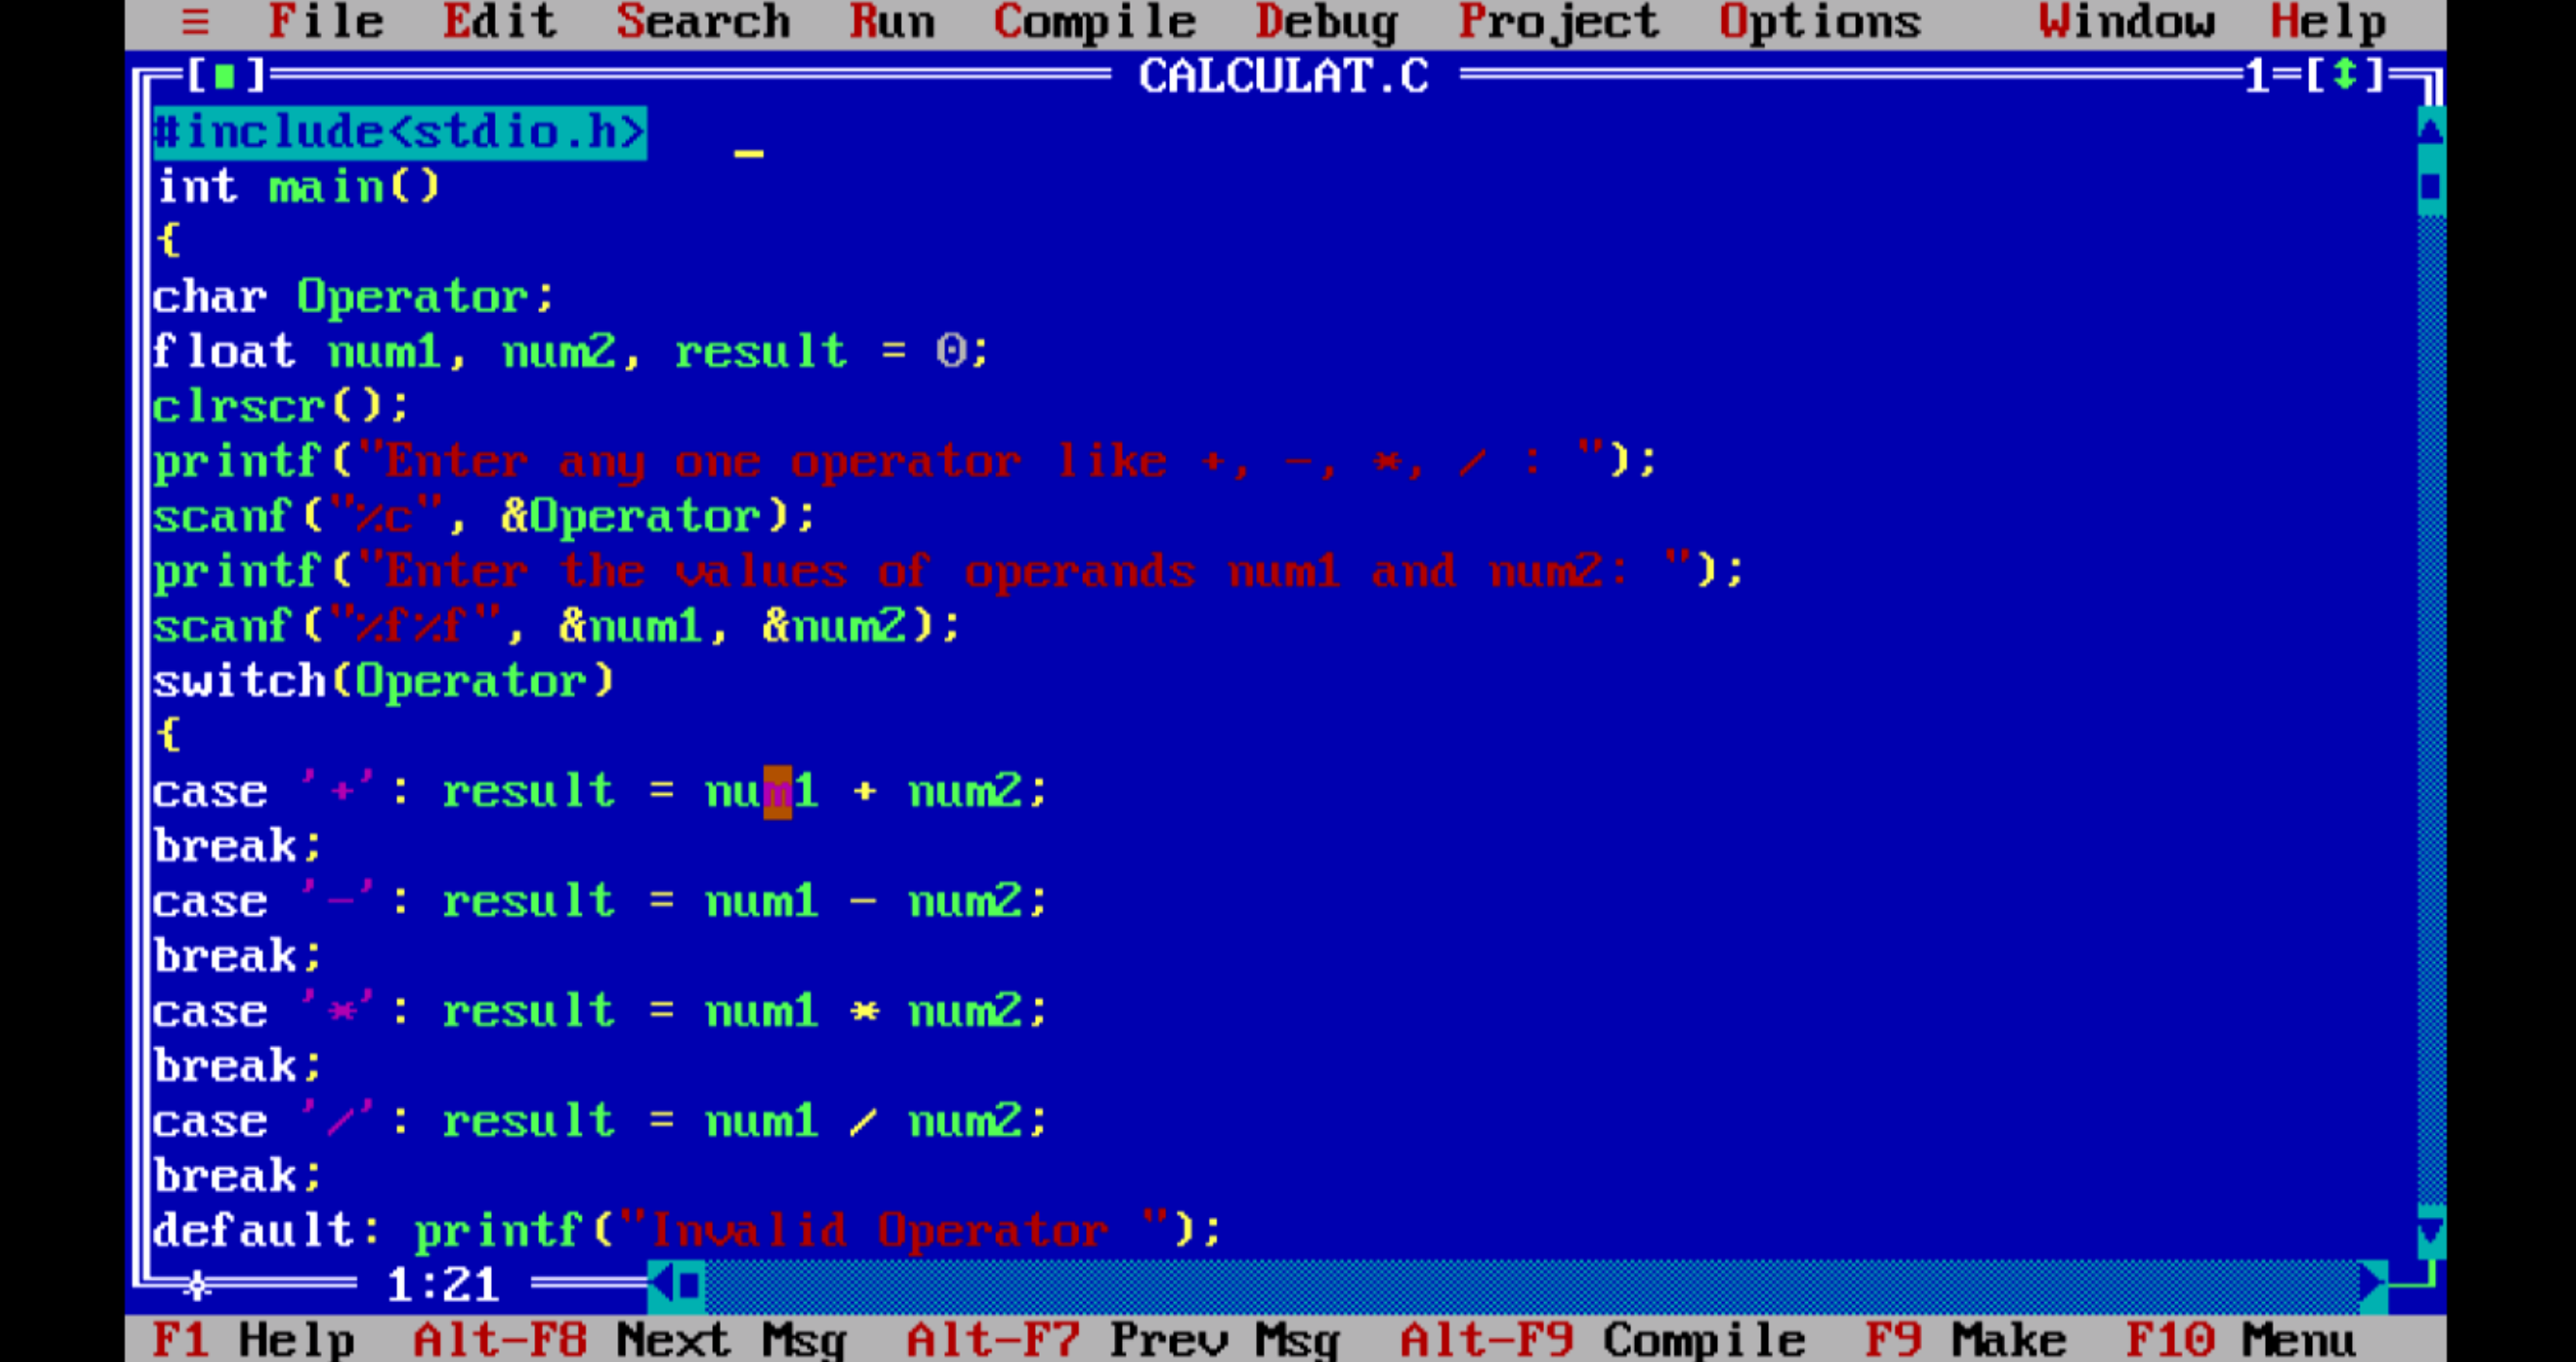 ≡ File Edit Search Run Compile Debug Project Options Window Help
[■] CALCULAT.C 1=[↕]
#include<stdio.h>
int main()
{
char Operator;
float num1, num2, result = 0;
clrscr();
printf("Enter any one operator like +, -, *, / : ");
scanf("%c", &Operator);
printf("Enter the values of operands num1 and num2: ");
scanf("%f%f", &num1, &num2);
switch(Operator)
{
case '+': result = num1 + num2;
break;
case '-': result = num1 - num2;
break;
case '*': result = num1 * num2;
break;
case '/': result = num1 / num2;
break;
default: printf("Invalid Operator ");
1:21
F1 Help Alt-F8 Next Msg Alt-F7 Prev Msg Alt-F9 Compile F9 Make F10 Menu